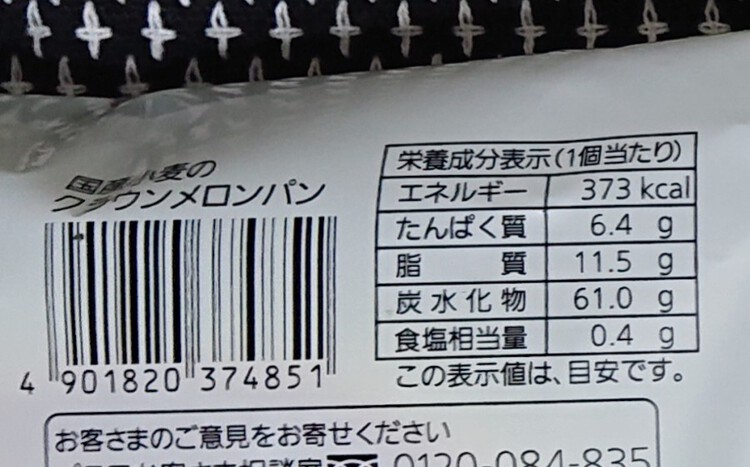 国産小麦の
クラウンメロンパン
4 901820 374851
栄養成分表示(1個当たり)
エネルギー 373 kcal
たんぱく質 6.4 g
脂質 11.5 g
炭水化物 61.0 g
食塩相当量 0.4 g
この表示値は、目安です。
お客さまのご意見をお寄せください
0120-084-835